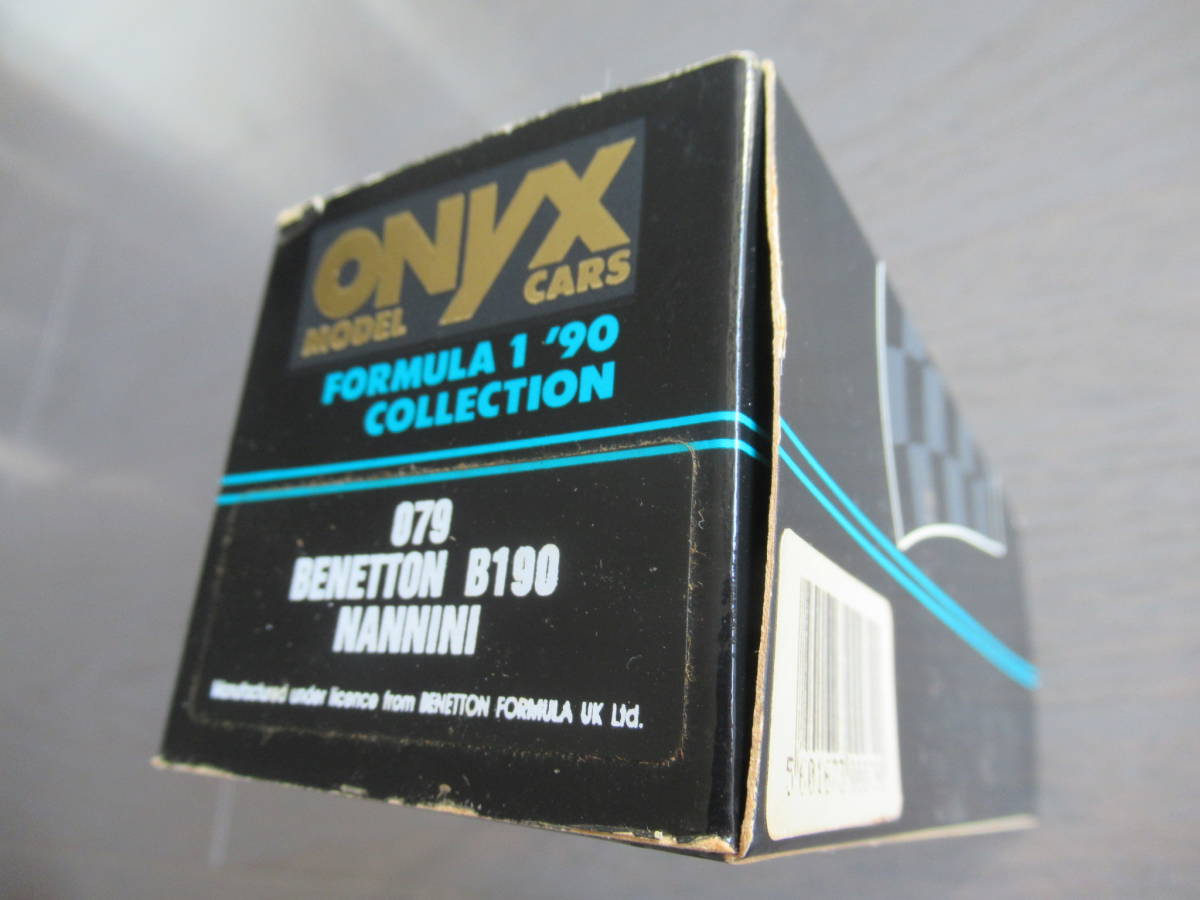 ONYX
MODEL CARS
FORMULA 1 '90
COLLECTION
079
BENETTON B190
NANNINI
Manufactured under licence from BENETTON FORMULA UK Ltd.